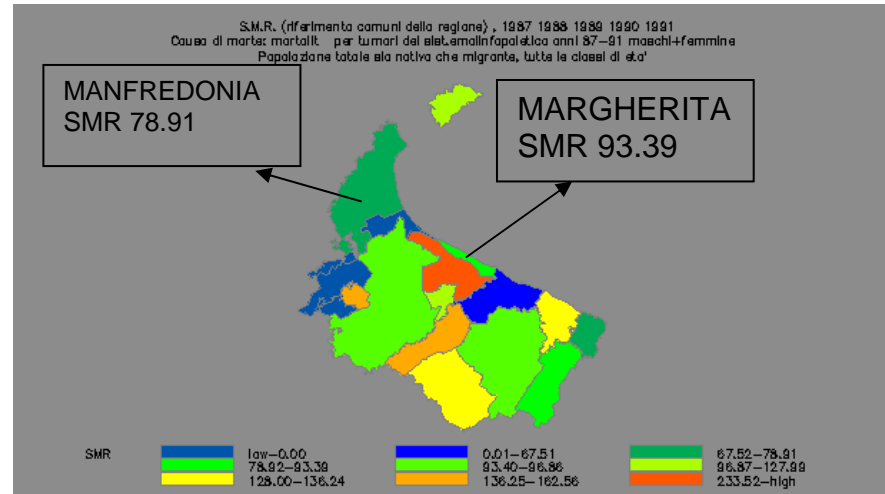 S.M.R. (riferimento comuni della regione) , 1987 1988 1989 1990 1991
Causa di morte: mortalit per tumori del sistemalinfopoietico anni 87-91 maschi+femmine
Popolazione totale sia nativa che migrante, tutte le classi di eta'
MANFREDONIA
SMR 78.91
MARGHERITA
SMR 93.39
SMR
low-0.00
0.01-67.51
67.52-78.91
78.92-93.39
93.40-96.86
96.87-127.99
128.00-136.24
136.25-162.56
233.52-high